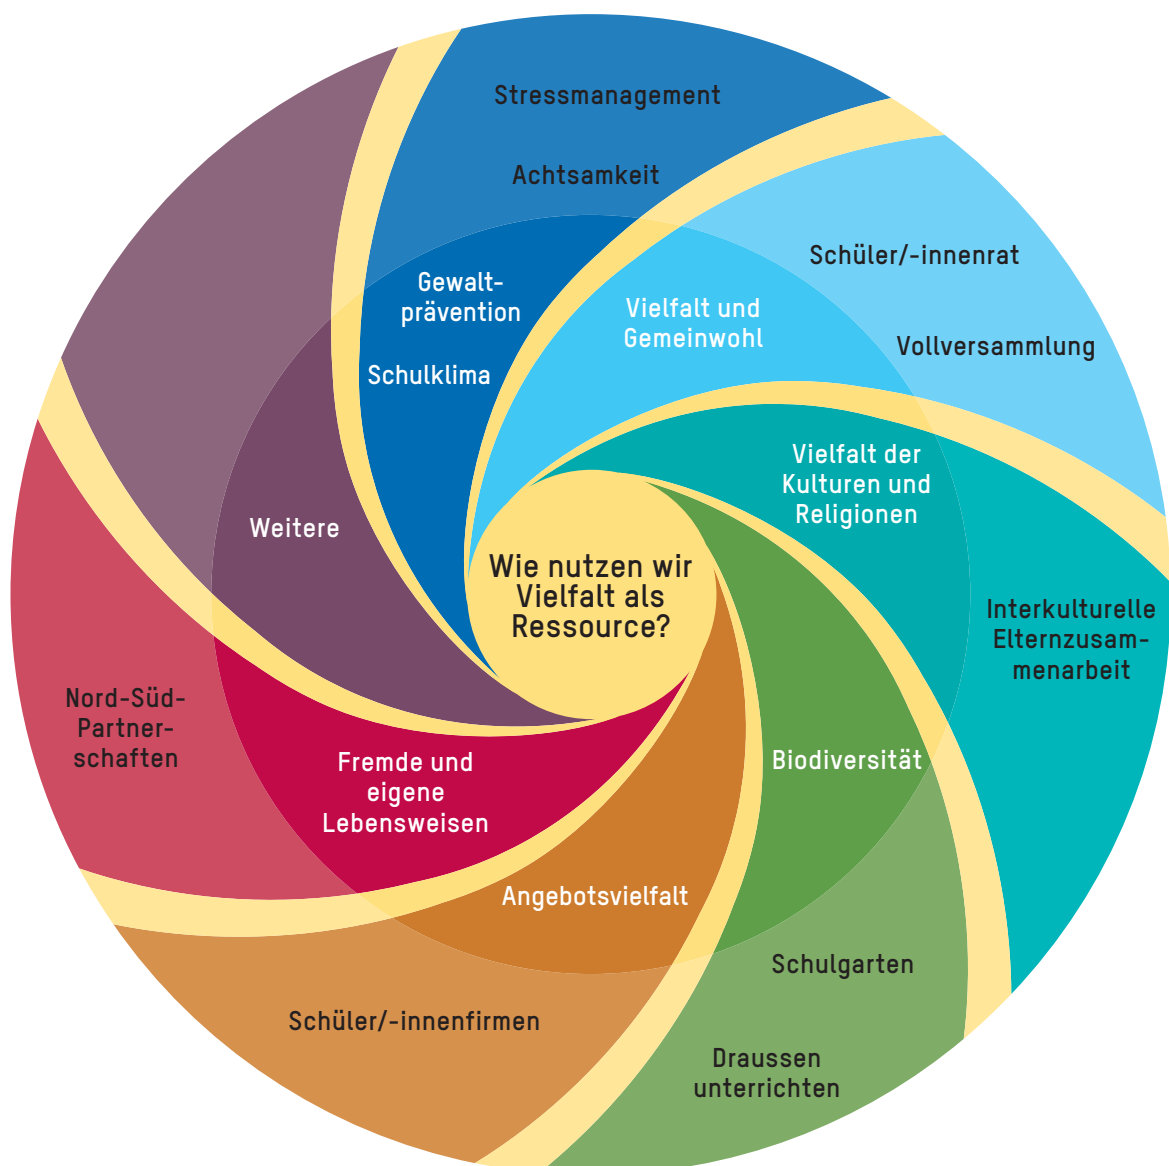 Stressmanagement
Achtsamkeit
Gewalt-
prävention
Schulklima
Vielfalt und
Gemeinwohl
Schüler/-innenrat
Vollversammlung
Vielfalt der
Kulturen und
Religionen
Interkulturelle
Elternzusam-
menarbeit
Biodiversität
Schulgarten
Draussen
unterrichten
Angebotsvielfalt
Schüler/-innenfirmen
Fremde und
eigene
Lebensweisen
Nord-Süd-
Partner-
schaften
Weitere
Wie nutzen wir
Vielfalt als
Ressource?